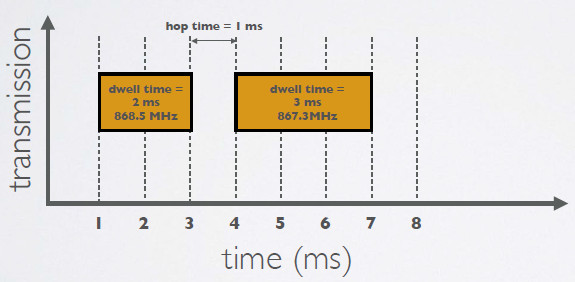 hop time = 1 ms
transmission
dwell time =
2 ms
868.5 MHz
dwell time =
3 ms
867.3MHz
1 2 3 4 5 6 7 8
time (ms)